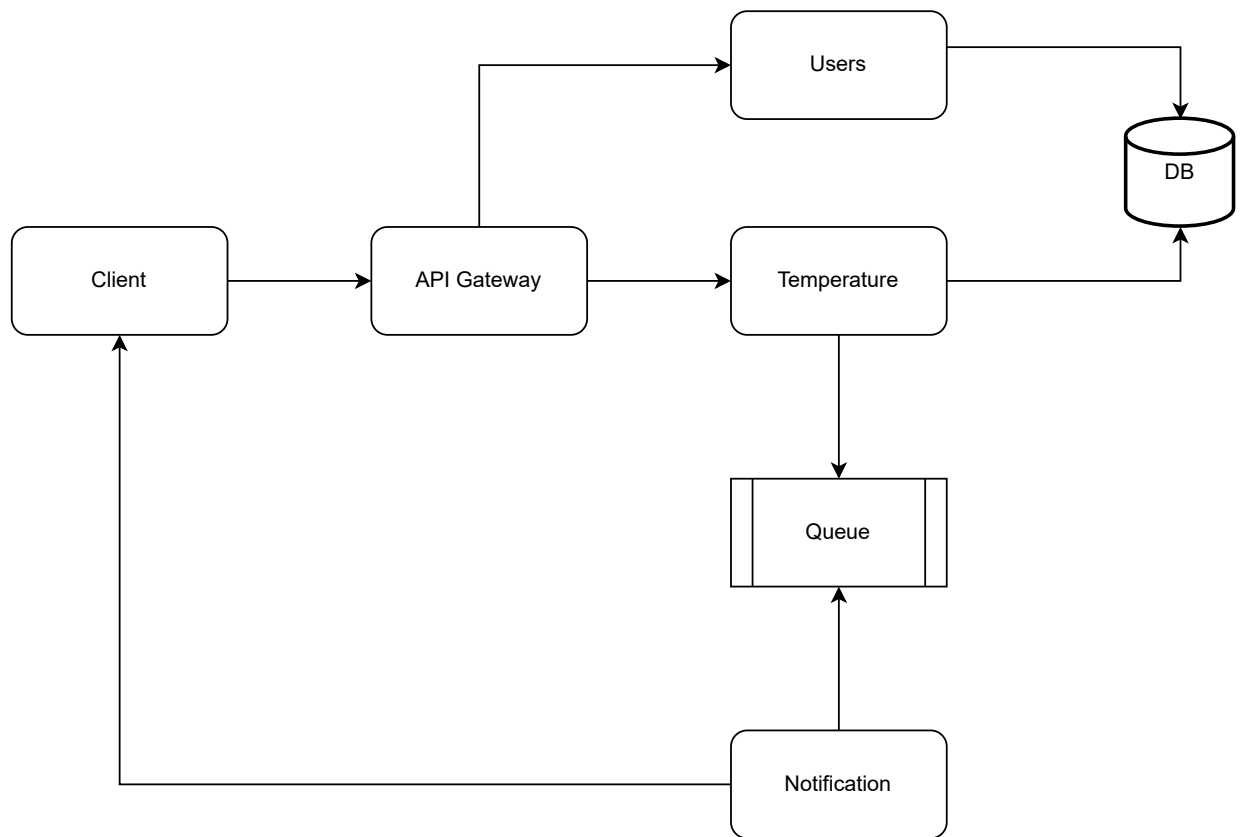 Users
DB
Client
API Gateway
Temperature
Queue
Notification